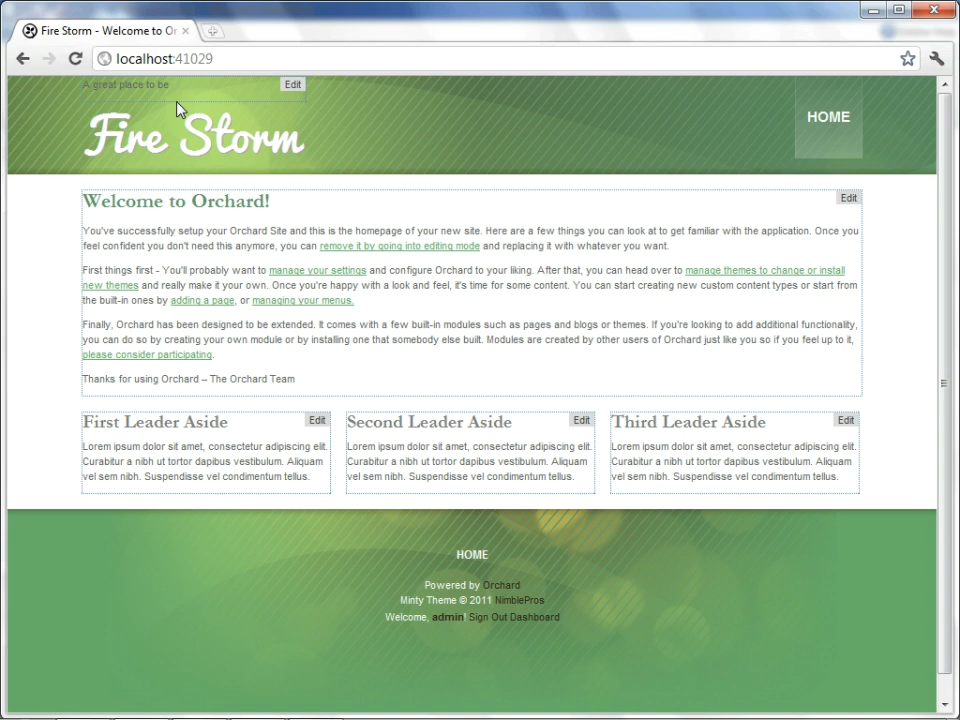 Fire Storm - Welcome to Or
localhost:41029
A great place to be
Edit
Fire Storm
HOME
Welcome to Orchard!
Edit
You've successfully setup your Orchard Site and this is the homepage of your new site. Here are a few things you can look at to get familiar with the application. Once you
feel confident you don't need this anymore, you can remove it by going into editing mode and replacing it with whatever you want.
First things first - You'll probably want to manage your settings and configure Orchard to your liking. After that, you can head over to manage themes to change or install
new themes and really make it your own. Once you're happy with a look and feel, it's time for some content. You can start creating new custom content types or start from
the built-in ones by adding a page, or managing your menus.
Finally, Orchard has been designed to be extended. It comes with a few built-in modules such as pages and blogs or themes. If you're looking to add additional functionality,
you can do so by creating your own module or by installing one that somebody else built. Modules are created by other users of Orchard just like you so if you feel up to it,
please consider participating.
Thanks for using Orchard – The Orchard Team
First Leader Aside
Edit
Lorem ipsum dolor sit amet, consectetur adipiscing elit.
Curabitur a nibh ut tortor dapibus vestibulum. Aliquam
vel sem nibh. Suspendisse vel condimentum tellus.
Second Leader Aside
Edit
Lorem ipsum dolor sit amet, consectetur adipiscing elit.
Curabitur a nibh ut tortor dapibus vestibulum. Aliquam
vel sem nibh. Suspendisse vel condimentum tellus.
Third Leader Aside
Edit
Lorem ipsum dolor sit amet, consectetur adipiscing elit.
Curabitur a nibh ut tortor dapibus vestibulum. Aliquam
vel sem nibh. Suspendisse vel condimentum tellus.
HOME
Powered by Orchard
Minty Theme © 2011 NimblePros
Welcome, admin! Sign Out Dashboard